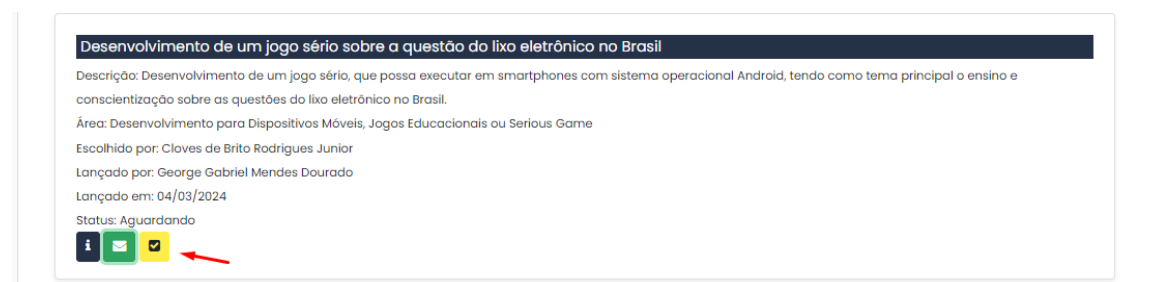 Desenvolvimento de um jogo sério sobre a questão do lixo eletrônico no Brasil
Descrição: Desenvolvimento de um jogo sério, que possa executar em smartphones com sistema operacional Android, tendo como tema principal o ensino e
conscientização sobre as questões do lixo eletrônico no Brasil.
Área: Desenvolvimento para Dispositivos Móveis, Jogos Educacionais ou Serious Game
Escolhido por: Cloves de Brito Rodrigues Junior
Lançado por: George Gabriel Mendes Dourado
Lançado em: 04/03/2024
Status: Aguardando